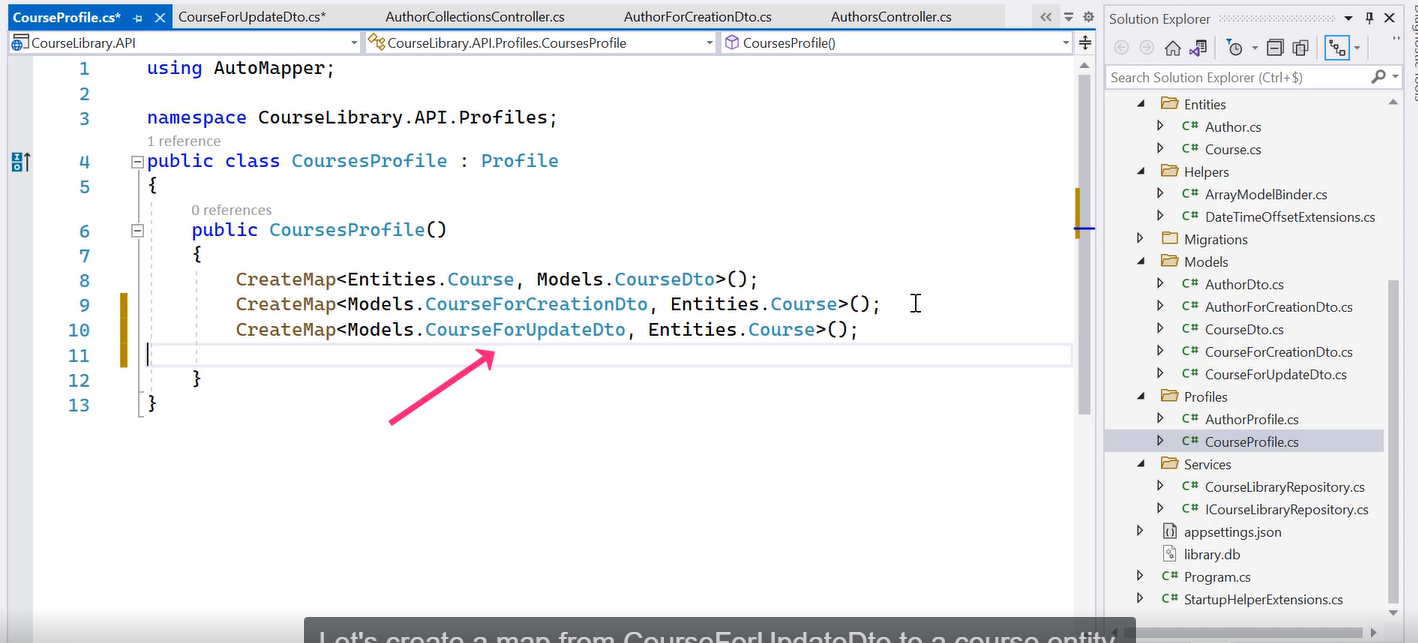 CourseProfile.cs* CourseForUpdateDto.cs* AuthorCollectionsController.cs AuthorForCreationDto.cs AuthorsController.cs
CourseLibrary.API CourseLibrary.API.Profiles.CoursesProfile CoursesProfile()
1 using AutoMapper;
2
3 namespace CourseLibrary.API.Profiles;
1 reference
4 public class CoursesProfile : Profile
5 {
0 references
6 public CoursesProfile()
7 {
8 CreateMap<Entities.Course, Models.CourseDto>();
9 CreateMap<Models.CourseForCreationDto, Entities.Course>();
10 CreateMap<Models.CourseForUpdateDto, Entities.Course>();
11
12 }
13 }
Solution Explorer
Search Solution Explorer (Ctrl+$)
Entities
C# Author.cs
C# Course.cs
Helpers
C# ArrayModelBinder.cs
C# DateTimeOffsetExtensions.cs
Migrations
Models
C# AuthorDto.cs
C# AuthorForCreationDto.cs
C# CourseDto.cs
C# CourseForCreationDto.cs
C# CourseForUpdateDto.cs
Profiles
C# AuthorProfile.cs
C# CourseProfile.cs
Services
C# CourseLibraryRepository.cs
C# ICourseLibraryRepository.cs
appsettings.json
library.db
C# Program.cs
C# StartupHelperExtensions.cs
Tools
Let's create a map from CourseForUpdateDto to a course entity